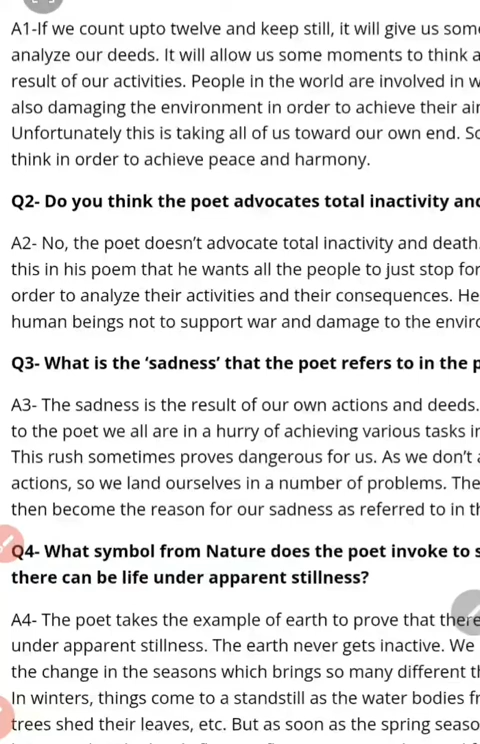 A1-If we count upto twelve and keep still, it will give us some
analyze our deeds. It will allow us some moments to think a
result of our activities. People in the world are involved in w
also damaging the environment in order to achieve their
Unfortunately this is taking all of us toward our own end. So
think in order to achieve peace and harmony.
Q2- Do you think the poet advocates total inactivity and
A2- No, the poet doesn’t advocate total inactivity and death.
this in his poem that he wants all the people to just stop for
order to analyze their activities and their consequences. He
human beings not to support war and damage to the
Q3- What is the ‘sadness’ that the poet refers to in the p
A3- The sadness is the result of our own actions and deeds.
to the poet we all are in a hurry of achieving various tasks in
This rush sometimes proves dangerous for us. As we don’t a
actions, so we land ourselves in a number of problems. The
then become the reason for our sadness as referred to in th
Q4- What symbol from Nature does the poet invoke to s
there can be life under apparent stillness?
A4- The poet takes the example of earth to prove that there
under apparent stillness. The earth never gets inactive. We
the change in the seasons which brings so many different th
In winters, things come to a standstill as the water bodies fr
trees shed their leaves, etc. But as soon as the spring seaso